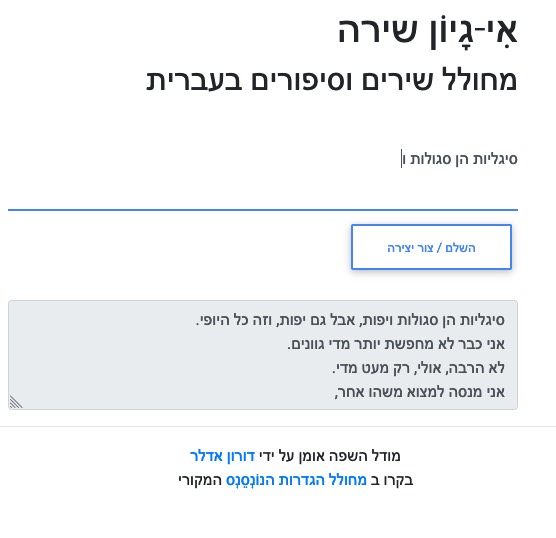 אִי-גָיוֹן שירה
מחולל שירים וסיפורים בעברית
סיגליות הן סגולות ו
השלם / צור יצירה
סיגליות הן סגולות ויפות, אבל גם יפות, וזה כל היופי.
אני כבר לא מחפשת יותר מדי גוונים.
לא הרבה, אולי, רק מעט מדי.
אני מנסה למצוא משהו אחר,
מודל השפה אומן על ידי דורון אדלר
בקרו ב מחולל הגדרות הנוֹנְסֵנְס המקורי